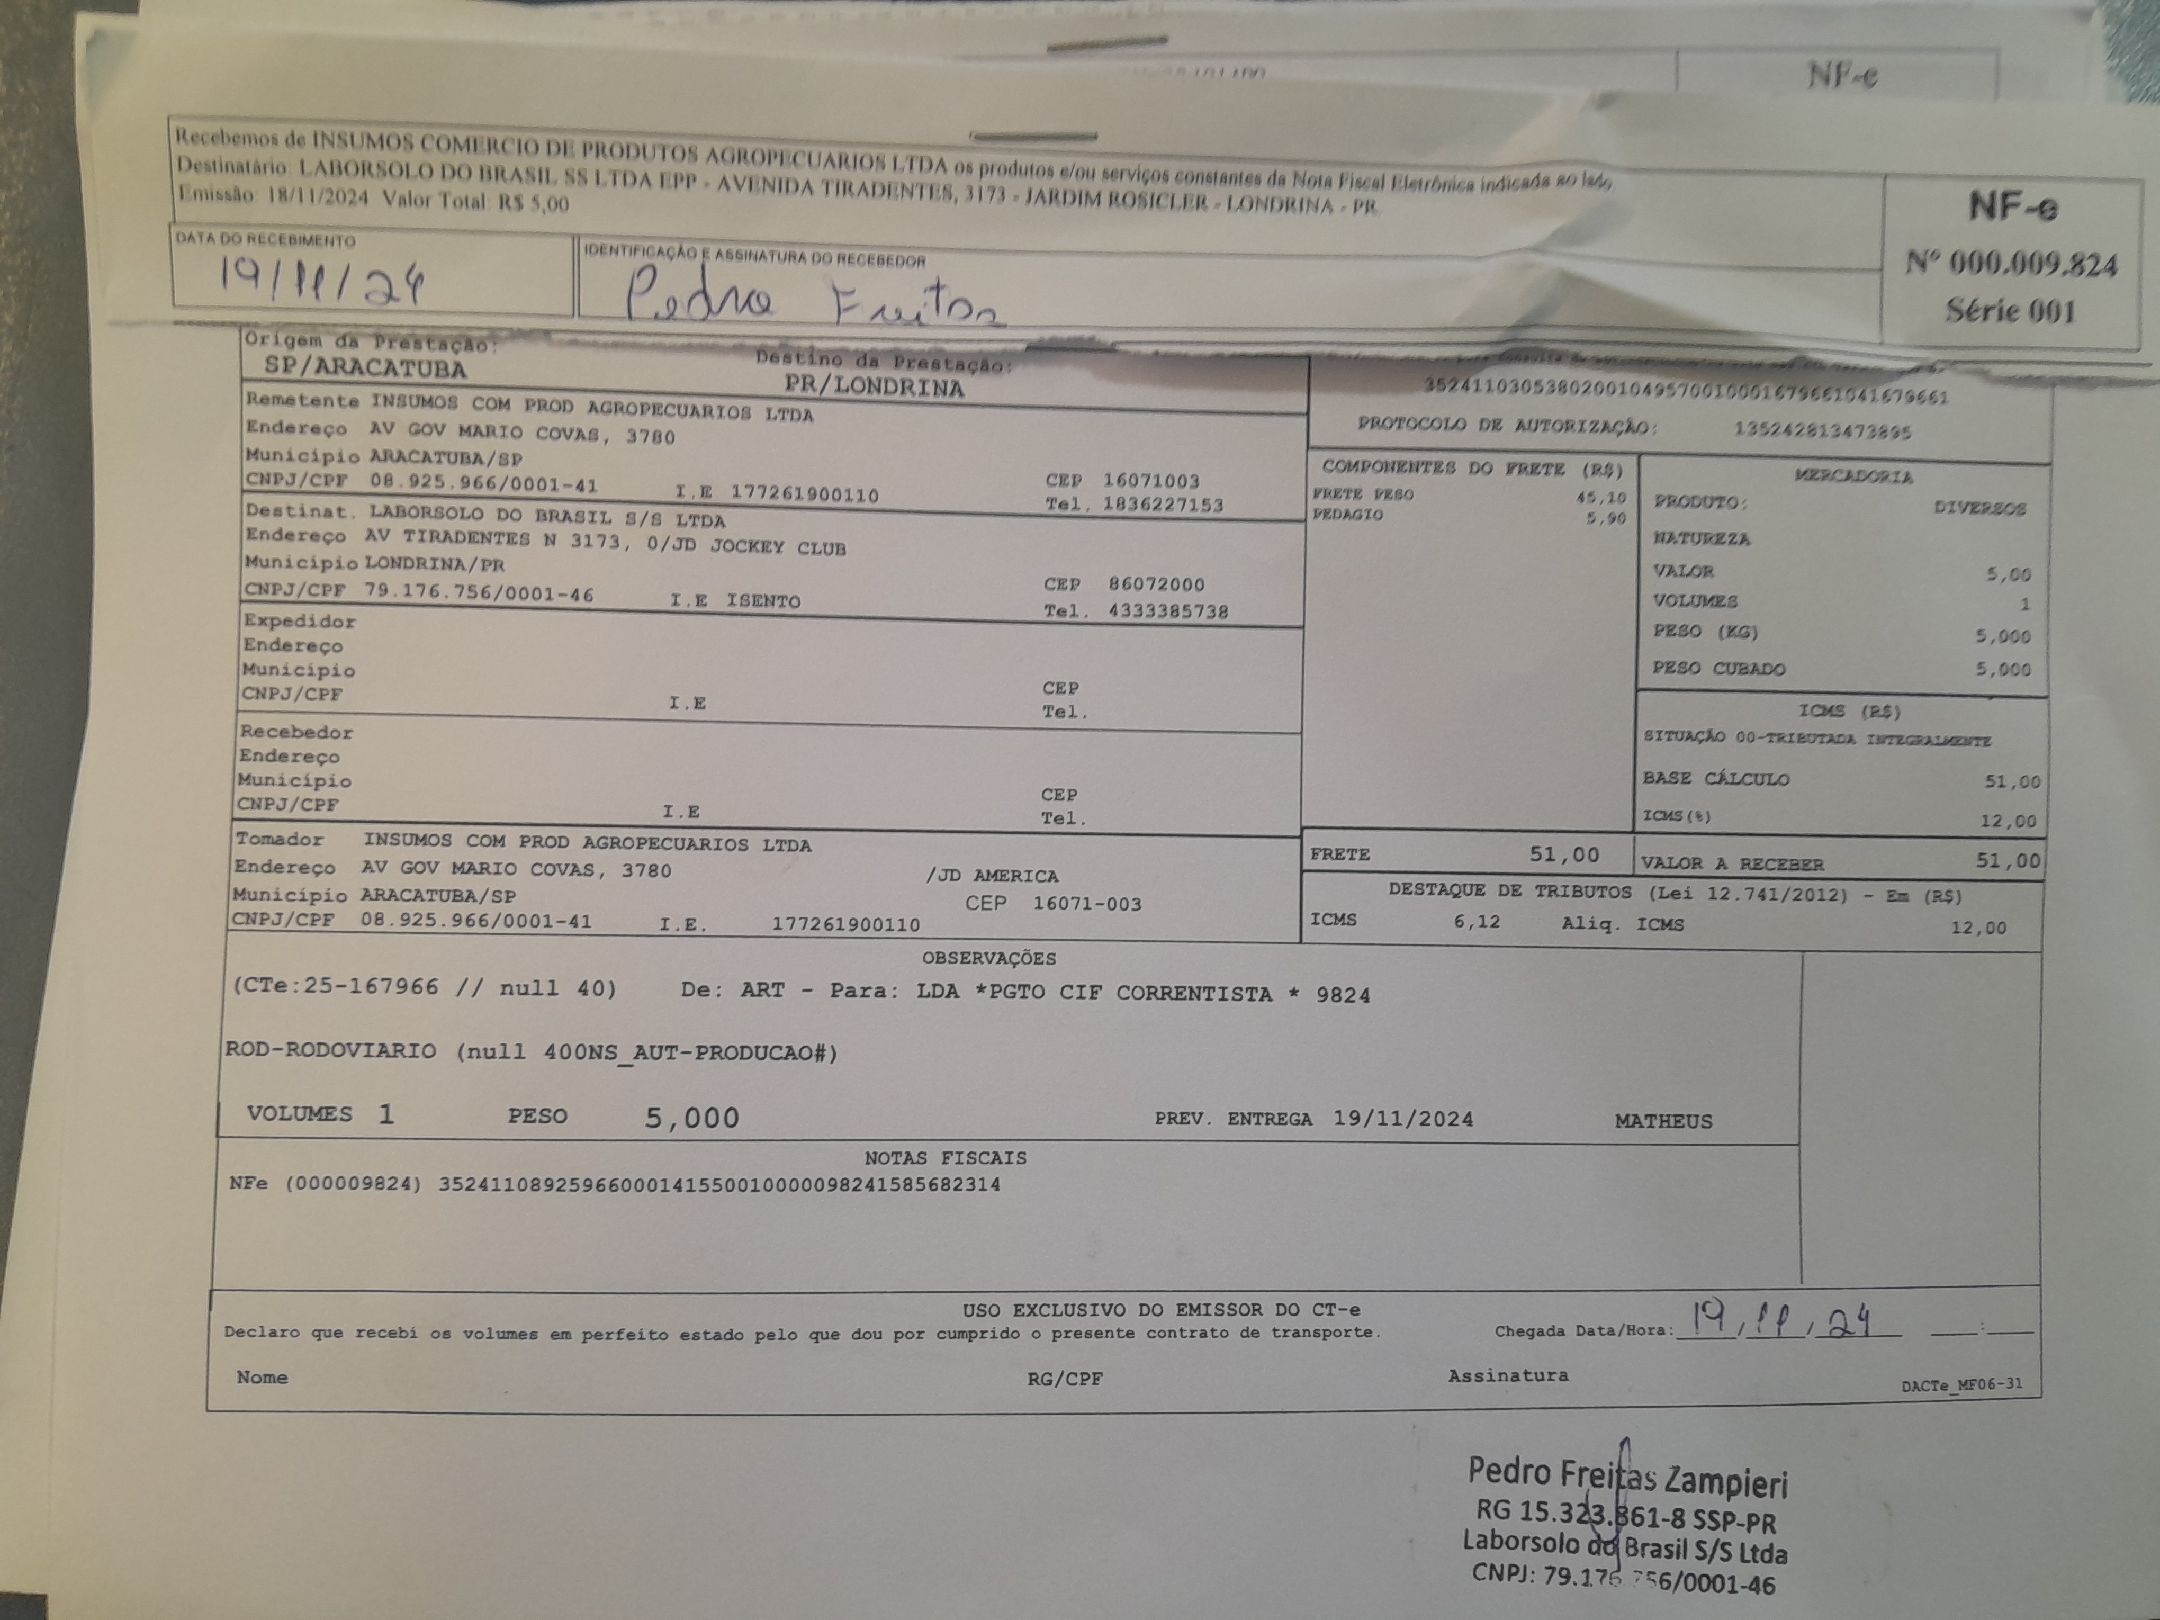 NF-e
Recebemos de INSUMOS COMERCIO DE PRODUTOS AGROPECUARIOS LTDA os produtos e/ou serviços constantes da Nota Fiscal Eletrônica indicada ao lado
Destinatário: LABORSOLO DO BRASIL SS LTDA EPP - AVENIDA TIRADENTES, 3173 - JARDIM ROSICLER - LONDRINA - PR
Emissão: 18/11/2024 Valor Total: R$ 5,00
NF-e
Nº 000.009.824
Série 001
DATA DO RECEBIMENTO
19/11/24
IDENTIFICAÇÃO E ASSINATURA DO RECEBEDOR
Pedro Freitas
Origem da Prestação:
SP/ARACATUBA
Destino da Prestação:
PR/LONDRINA
35241103053802001049570010001679661041679661
PROTOCOLO DE AUTORIZAÇÃO: 135242813473895
Remetente INSUMOS COM PROD AGROPECUARIOS LTDA
Endereço AV GOV MARIO COVAS, 3780
Município ARACATUBA/SP
CEP 16071003
CNPJ/CPF 08.925.966/0001-41 I.E 177261900110
Tel. 1836227153
Destinat. LABORSOLO DO BRASIL S/S LTDA
Endereço AV TIRADENTES N 3173, 0/JD JOCKEY CLUB
Município LONDRINA/PR
CEP 86072000
CNPJ/CPF 79.176.756/0001-46 I.E ISENTO
Tel. 4333385738
Expedidor
Endereço
Município
CEP
CNPJ/CPF I.E
Tel.
Recebedor
Endereço
Município
CEP
CNPJ/CPF I.E
Tel.
Tomador INSUMOS COM PROD AGROPECUARIOS LTDA
Endereço AV GOV MARIO COVAS, 3780 /JD AMERICA
Município ARACATUBA/SP CEP 16071-003
CNPJ/CPF 08.925.966/0001-41 I.E. 177261900110
COMPONENTES DO FRETE (R$)
FRETE PESO 45,10
PEDAGIO 5,90
MERCADORIA
PRODUTO: DIVERSOS
NATUREZA
VALOR 5,00
VOLUMES 1
PESO (KG) 5,000
PESO CUBADO 5,000
ICMS (R$)
SITUAÇÃO 00-TRIBUTADA INTEGRALMENTE
BASE CÁLCULO 51,00
ICMS(%) 12,00
FRETE 51,00
VALOR A RECEBER 51,00
DESTAQUE DE TRIBUTOS (Lei 12.741/2012) - Em (R$)
ICMS 6,12 Aliq. ICMS 12,00
OBSERVAÇÕES
(CTe:25-167966 // null 40) De: ART - Para: LDA *PGTO CIF CORRENTISTA * 9824
ROD-RODOVIARIO (null 400NS_AUT-PRODUCAO#)
VOLUMES 1 PESO 5,000 PREV. ENTREGA 19/11/2024 MATHEUS
NOTAS FISCAIS
NFe (000009824) 35241108925966000141550010000098241585682314
USO EXCLUSIVO DO EMISSOR DO CT-e
Declaro que recebi os volumes em perfeito estado pelo que dou por cumprido o presente contrato de transporte.
Chegada Data/Hora: 19,11,24 __:__
Nome RG/CPF Assinatura
DACTe_MF06-31
Pedro Freitas Zampieri
RG 15.323.861-8 SSP-PR
Laborsolo do Brasil S/S Ltda
CNPJ: 79.176.756/0001-46